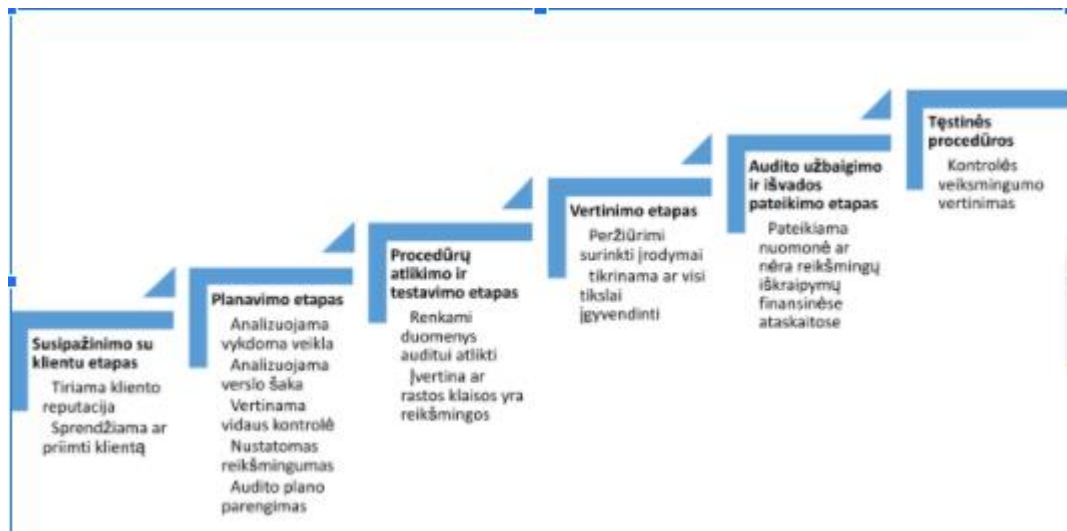 Susipažinimo su
klientu etapas
Tiriama kliento
reputacija
Sprendžiama ar
priimti klientą
Planavimo etapas
Analizuojama
vykdoma veikla
Analizuojama
verslo šaka
Vertinama
vidaus kontrolė
Nustatomas
reikšmingumas
Audito plano
parengimas
Procedūrų
atlikimo ir
testavimo etapas
Renkami
duomenys
auditui atlikti
Įvertina ar
rastos klaisos yra
reikšmingos
Vertinimo etapas
Peržiūrimi
surinkti įrodymai
tikrinama ar visi
tikslai
įgyvendinti
Audito užbaigimo
ir išvados
pateikimo etapas
Pateikiama
nuomonė ar
nėra reikšmingų
iškraipymų
finansinėse
ataskaitose
Tęstinės
procedūros
Kontrolės
veiksmingumo
vertinimas